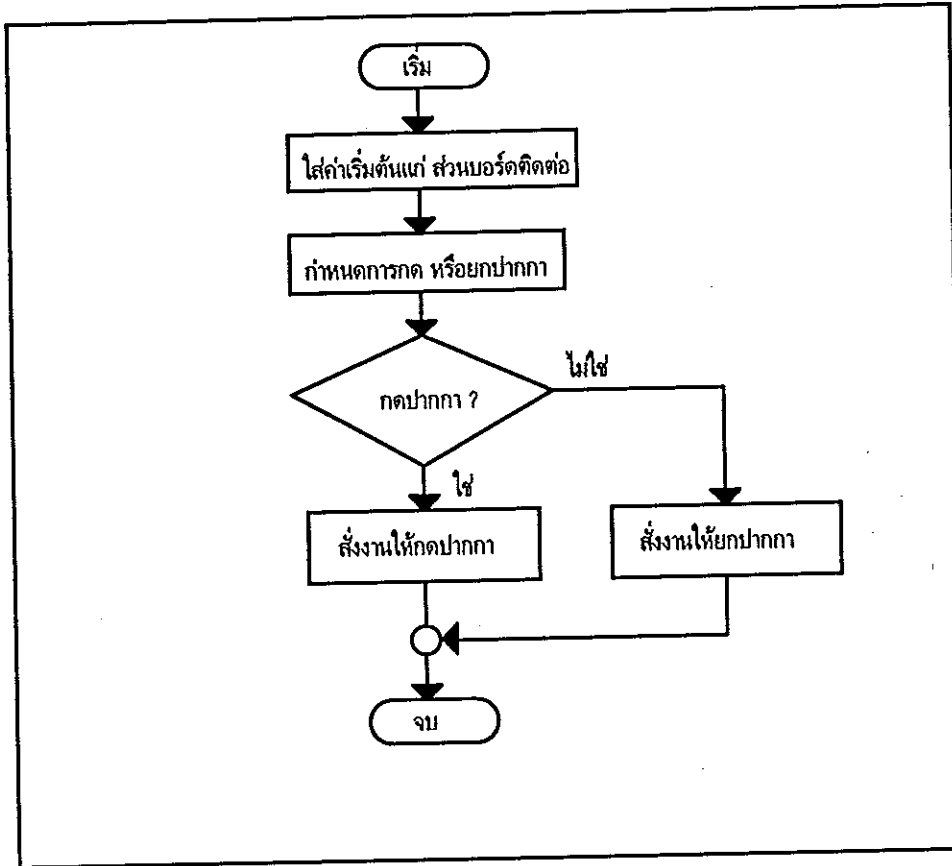 เริ่ม
ใส่ค่าเริ่มต้นแก่ ส่วนบอร์ดติดต่อ
กำหนดการกด หรือยกปากกา
ไม่ใช่
กดปากกา ?
ใช่
สั่งงานให้กดปากกา
สั่งงานให้ยกปากกา
จบ